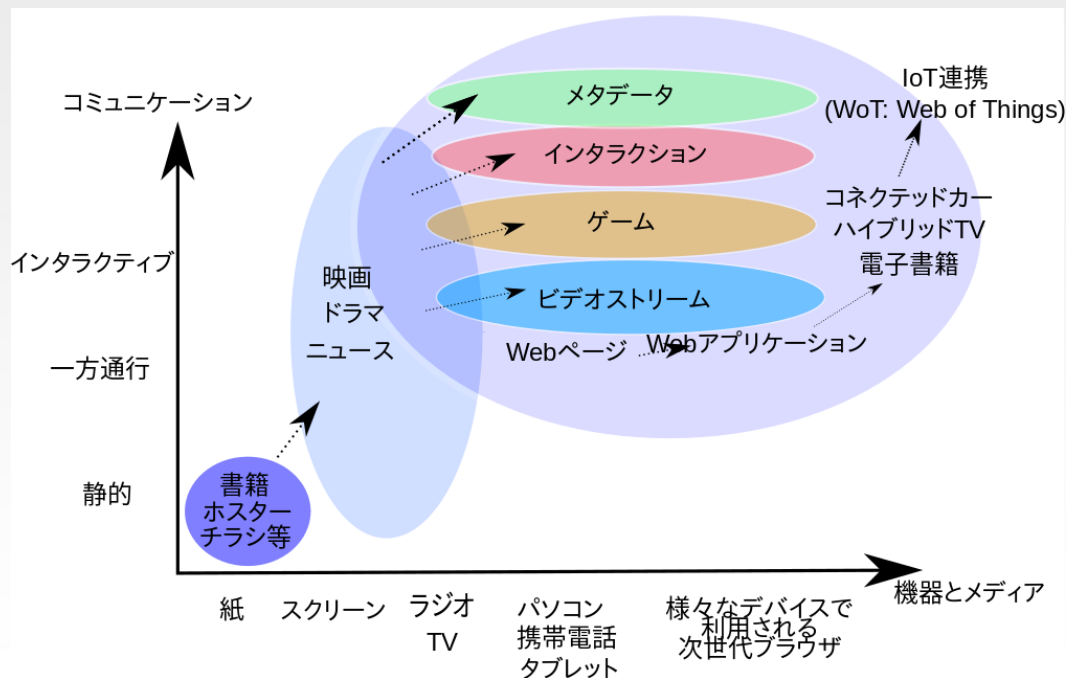 コミュニケーション
インタラクティブ
一方通行
静的
書籍
ホスター
チラシ等
映画
ドラマ
ニュース
メタデータ
インタラクション
ゲーム
ビデオストリーム
Webページ
Webアプリケーション
IoT連携
(WoT: Web of Things)
コネクテッドカー
ハイブリッドTV
電子書籍
紙
スクリーン
ラジオ
TV
パソコン
携帯電話
タブレット
様々なデバイスで
利用される
次世代ブラウザ
機器とメディア